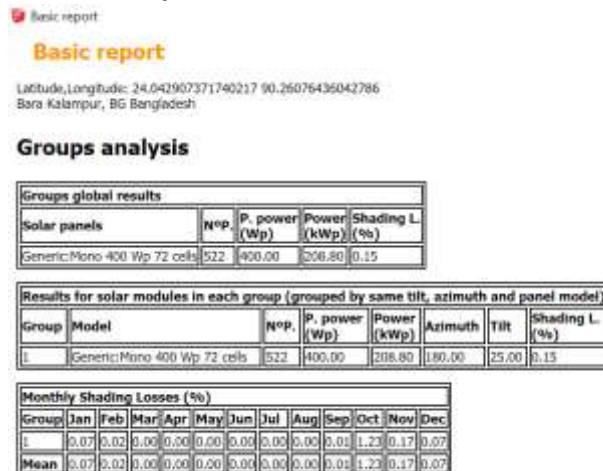 Basic report
Basic report
Latitude,Longitude: 24.042907371740217 90.26076436042786
Bara Kalampur, BG Bangladesh
Groups analysis
Groups global results
Solar panels NºP. P. power (Wp) Power (kWp) Shading L. (%)
Generic:Mono 400 Wp 72 cells 522 400.00 208.80 0.15
Results for solar modules in each group (grouped by same tilt, azimuth and panel model)
Group Model NºP. P. power (Wp) Power (kWp) Azimuth Tilt Shading L. (%)
1 Generic:Mono 400 Wp 72 cells 522 400.00 208.80 180.00 25.00 0.15
Monthly Shading Losses (%)
Group Jan Feb Mar Apr May Jun Jul Aug Sep Oct Nov Dec
1 0.07 0.02 0.00 0.00 0.00 0.00 0.00 0.00 0.01 1.23 0.17 0.07
Mean 0.07 0.02 0.00 0.00 0.00 0.00 0.00 0.00 0.01 1.23 0.17 0.07